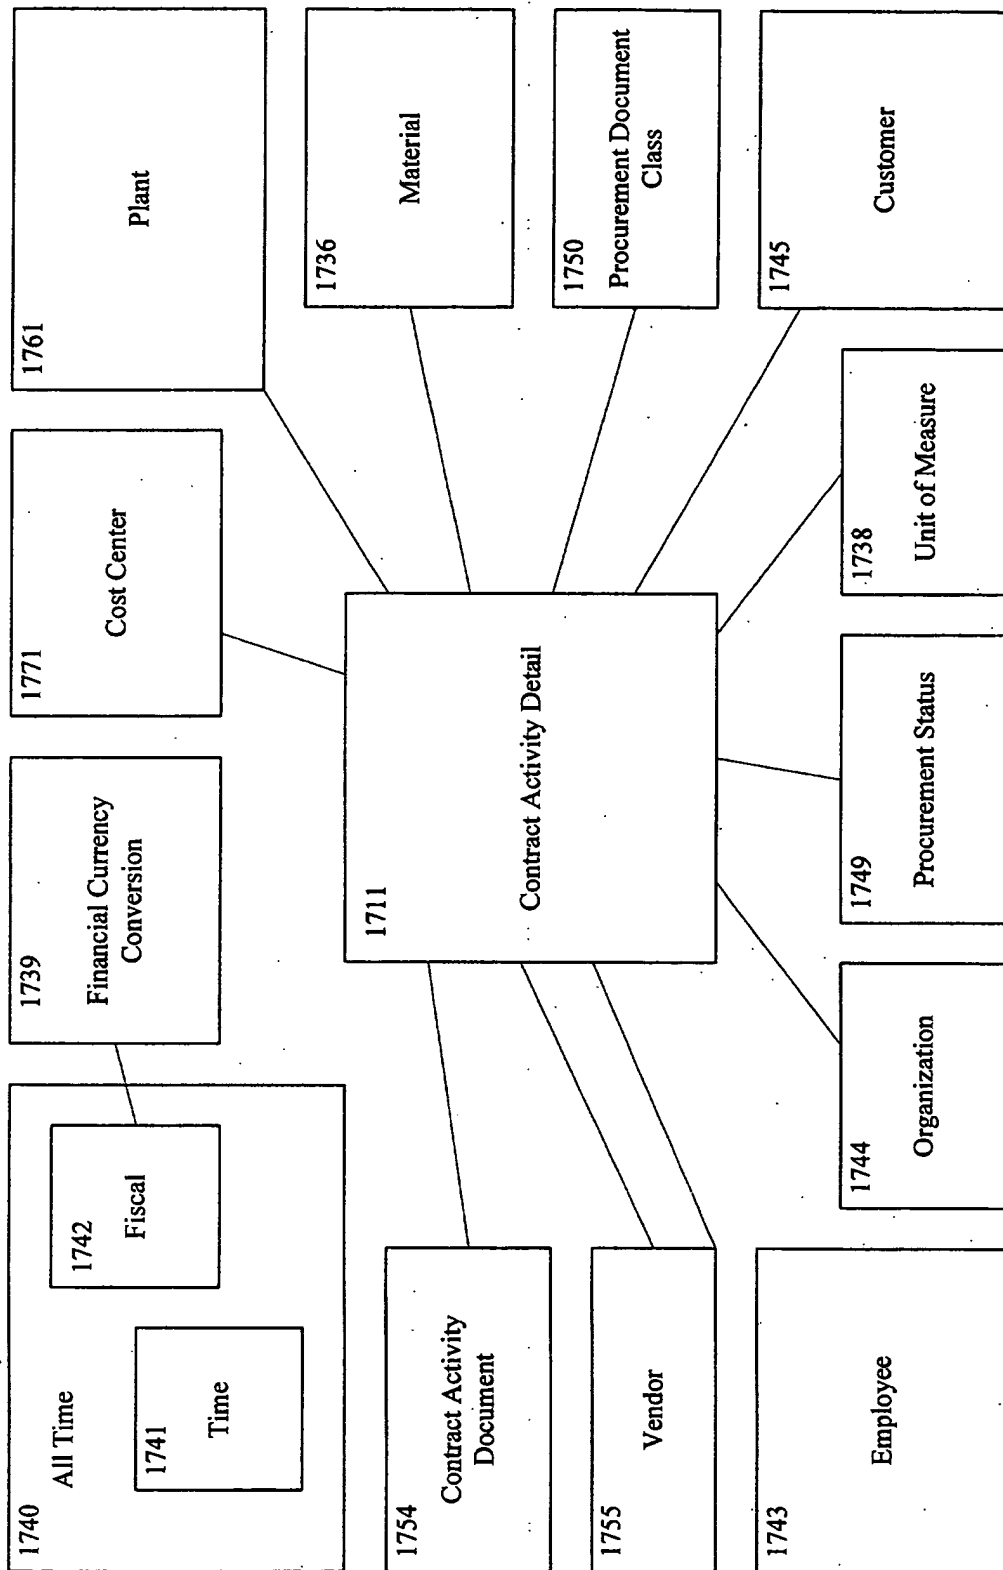 1740
All Time
1741
Time
1742
Fiscal
1739
Financial Currency
Conversion
1771
Cost Center
1761
Plant
1754
Contract Activity
Document
1711
Contract Activity Detail
1736
Material
1755
Vendor
1750
Procurement Document
Class
1743
Employee
1744
Organization
1749
Procurement Status
1738
Unit of Measure
1745
Customer